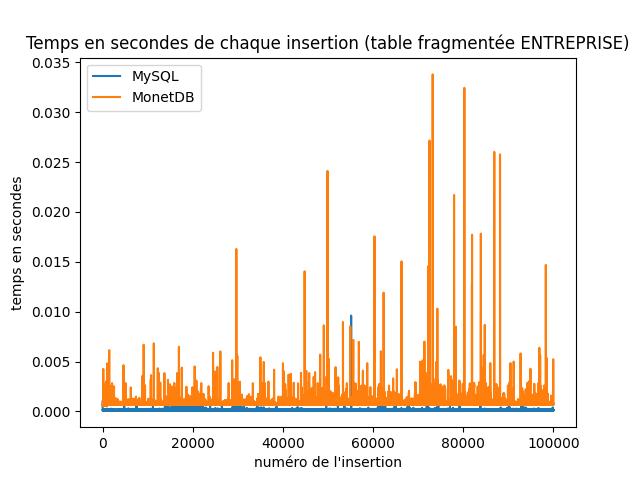 Temps en secondes de chaque insertion (table fragmentée ENTREPRISE)
0.035
0.030
0.025
0.020
0.015
0.010
0.005
0.000
temps en secondes
MySQL
MonetDB
0
20000
40000
60000
80000
100000
numéro de l'insertion